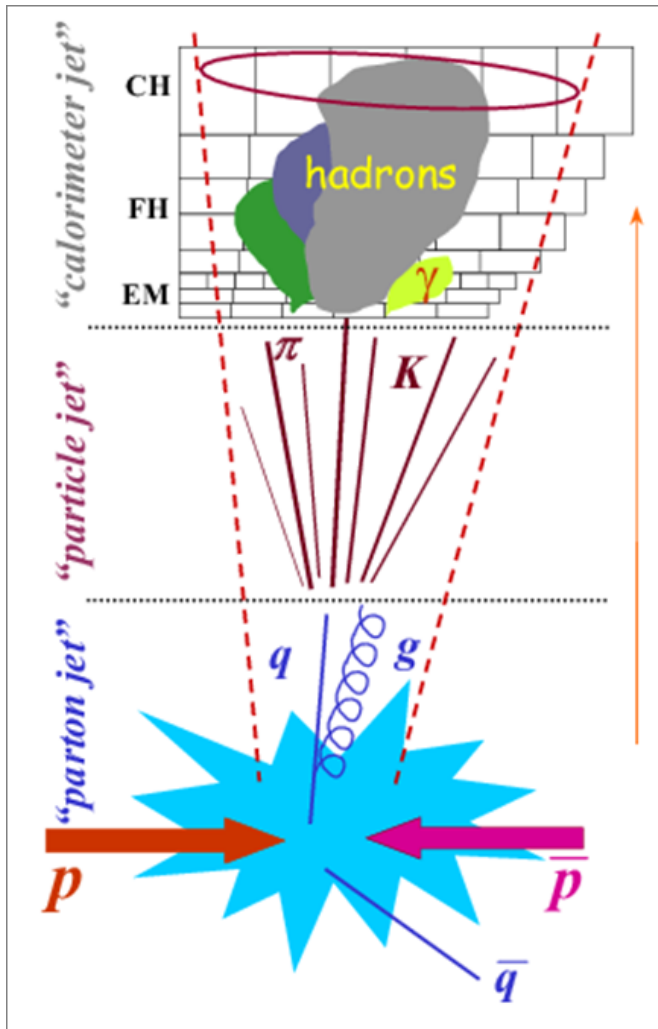 “calorimeter jet”
CH
FH
EM
hadrons
γ
“particle jet”
π
K
“parton jet”
q
g
p
p̅
q̅